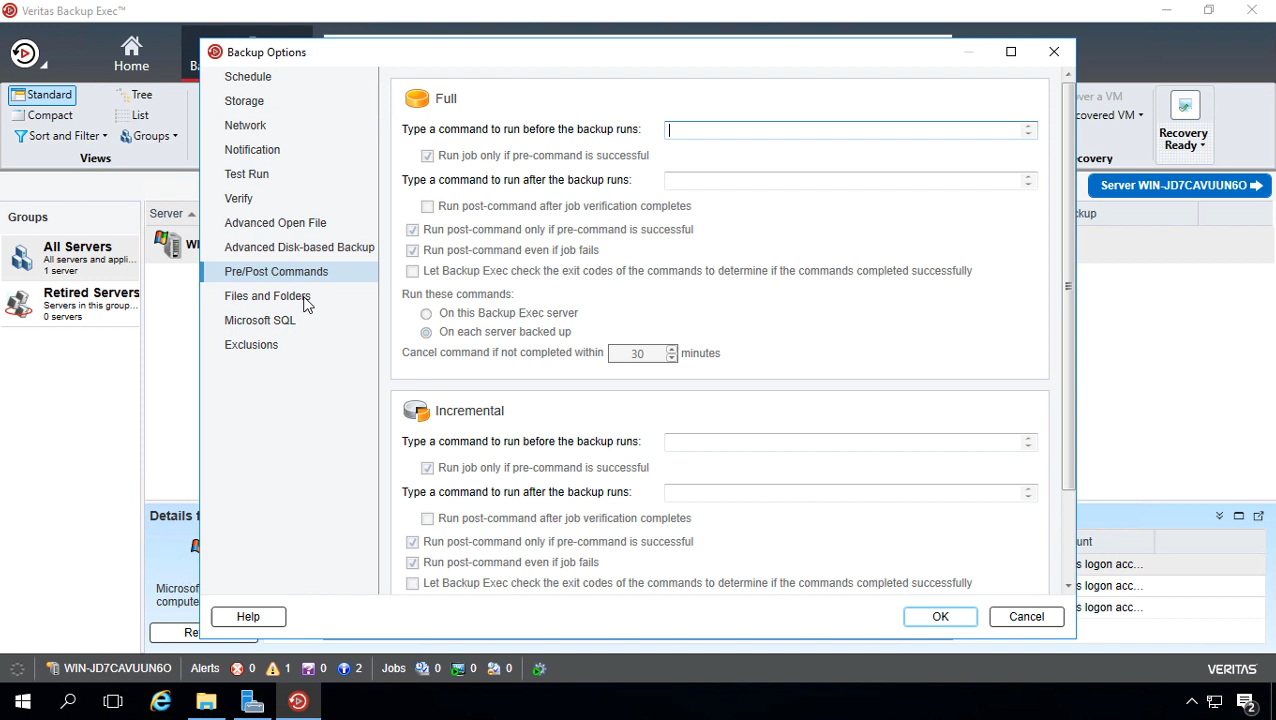 Veritas Backup Exec™
Backup Options
Home
Standard
Tree
Compact
List
Sort and Filter
Groups
Views
Schedule
Storage
Network
Notification
Test Run
Verify
Advanced Open File
Advanced Disk-based Backup
Pre/Post Commands
Files and Folders
Microsoft SQL
Exclusions
Full
Type a command to run before the backup runs:
Run job only if pre-command is successful
Type a command to run after the backup runs:
Run post-command after job verification completes
Run post-command only if pre-command is successful
Run post-command even if job fails
Let Backup Exec check the exit codes of the commands to determine if the commands completed successfully
Run these commands:
On this Backup Exec server
On each server backed up
Cancel command if not completed within 30 minutes
Incremental
Type a command to run before the backup runs:
Run job only if pre-command is successful
Type a command to run after the backup runs:
Run post-command after job verification completes
Run post-command only if pre-command is successful
Run post-command even if job fails
Let Backup Exec check the exit codes of the commands to determine if the commands completed successfully
Help
OK
Cancel
er a VM
covered VM
covery
Recovery
Ready
Server WIN-JD7CAVUUN6O
Groups
Server
kup
All Servers
All servers and appli...
1 server
Retired Servers
Servers in this group...
0 servers
WI
Details f
Microso
compute
Re
unt
s logon acc...
s logon acc...
s logon acc...
WIN-JD7CAVUUN6O
Alerts
0
1
0
2
Jobs
0
0
0
VERITAS
2